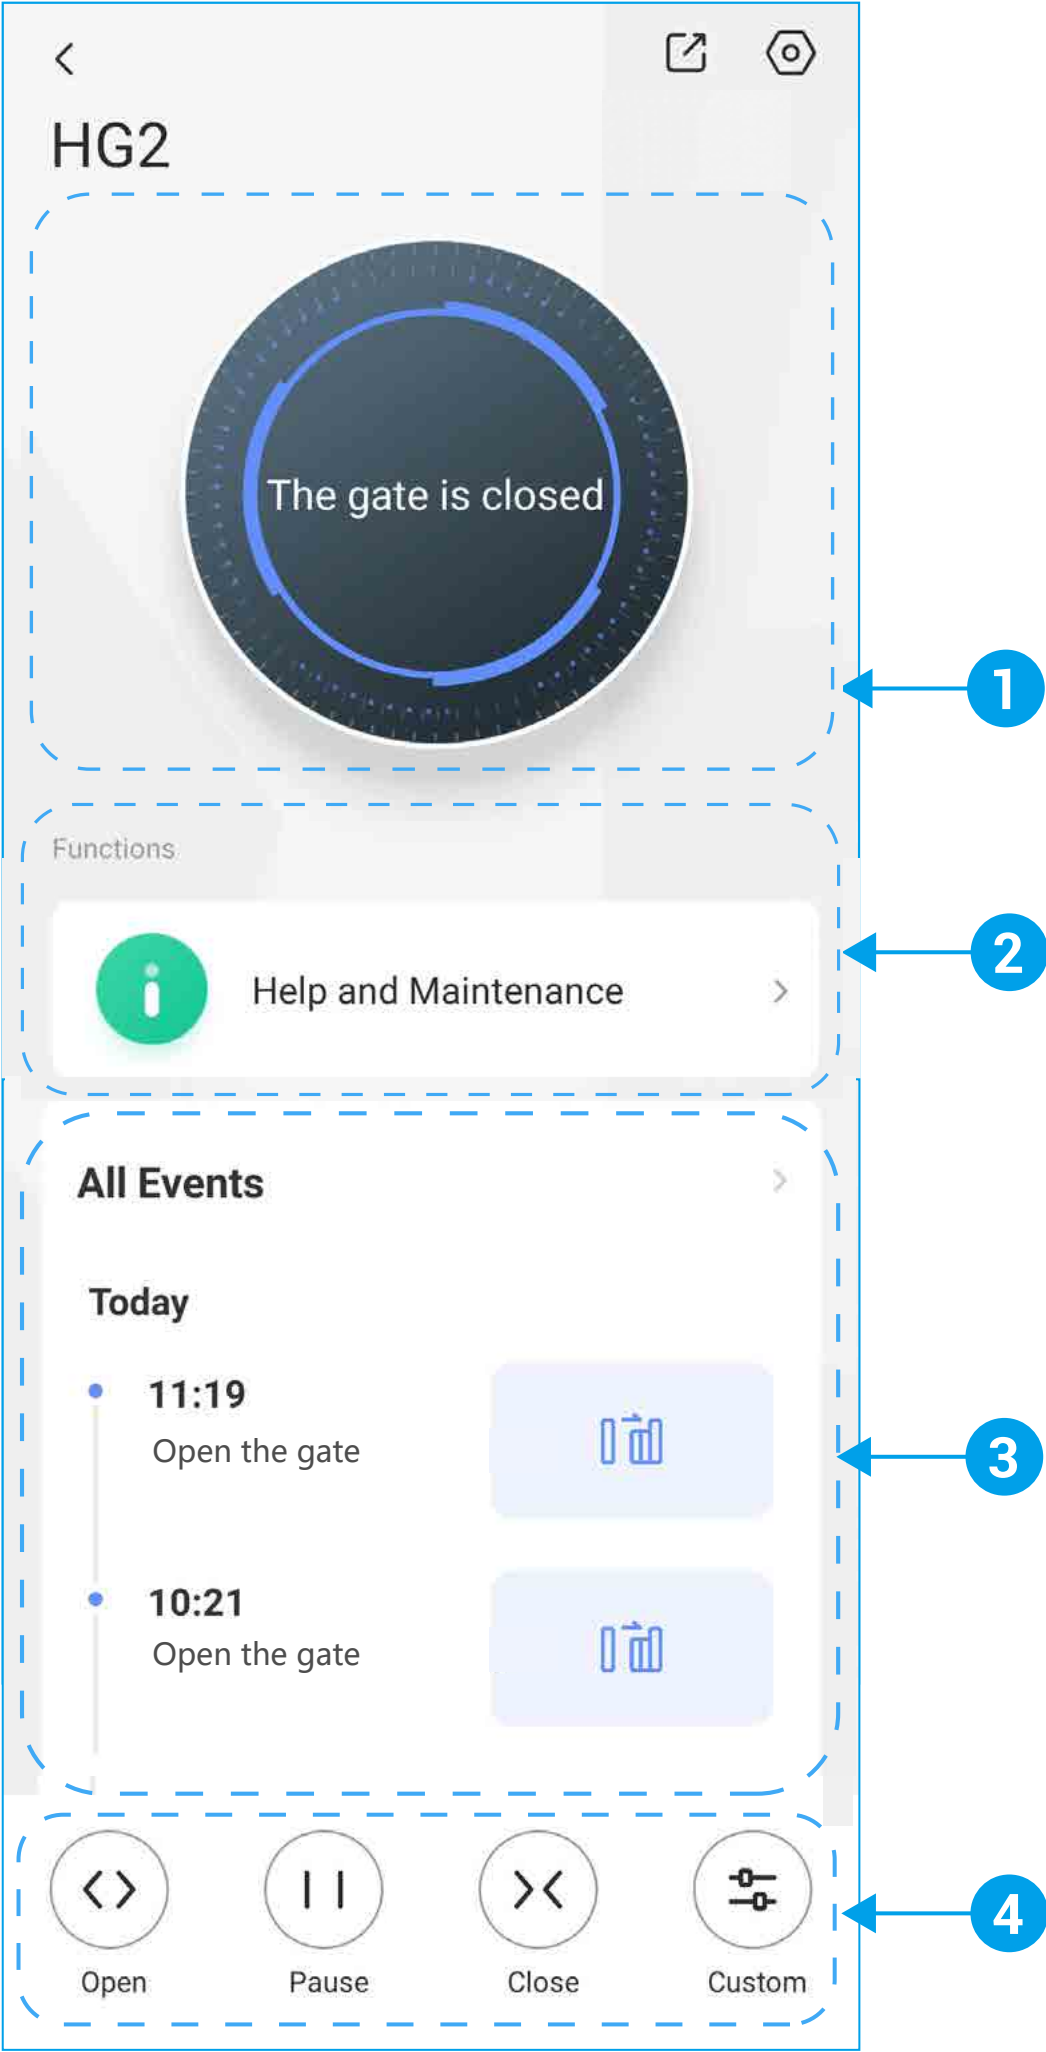 HG2
The gate is closed
1
Functions
2
Help and Maintenance
All Events
Today
11:19
Open the gate
3
10:21
Open the gate
4
Open Pause Close Custom